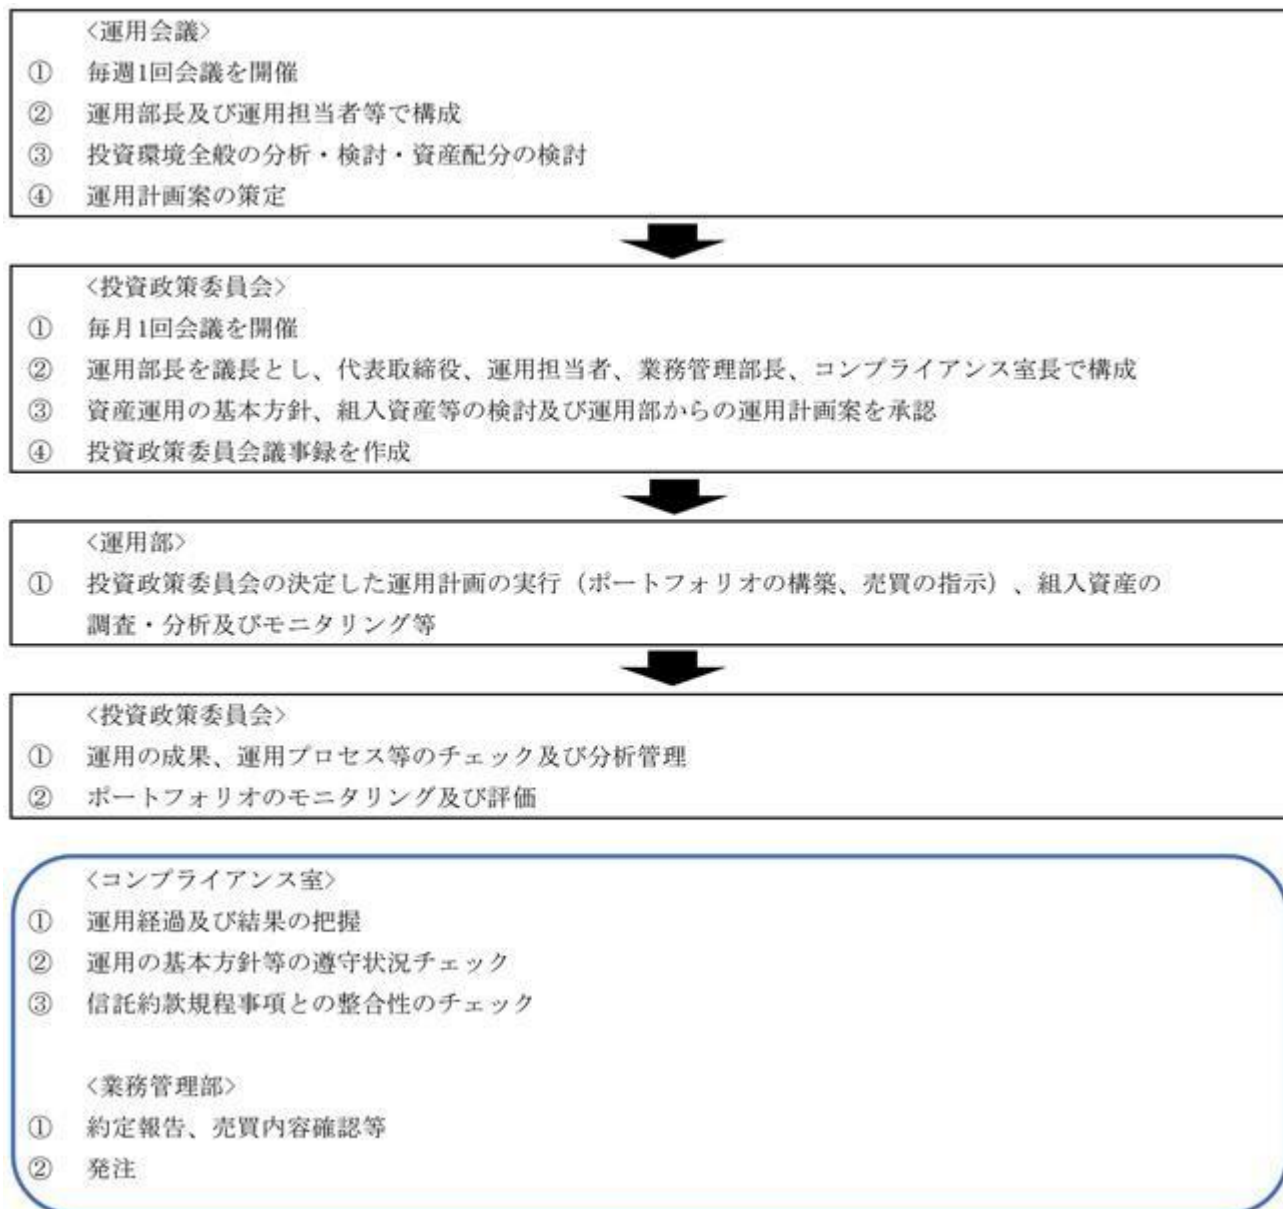 〈運用会議〉
① 毎週1回会議を開催
② 運用部長及び運用担当者等で構成
③ 投資環境全般の分析・検討・資産配分の検討
④ 運用計画案の策定
〈投資政策委員会〉
① 毎月1回会議を開催
② 運用部長を議長とし、代表取締役、運用担当者、業務管理部長、コンプライアンス室長で構成
③ 資産運用の基本方針、組入資産等の検討及び運用部からの運用計画案を承認
④ 投資政策委員会議事録を作成
〈運用部〉
① 投資政策委員会の決定した運用計画の実行（ポートフォリオの構築、売買の指示）、組入資産の
調査・分析及びモニタリング等
〈投資政策委員会〉
① 運用の成果、運用プロセス等のチェック及び分析管理
② ポートフォリオのモニタリング及び評価
〈コンプライアンス室〉
① 運用経過及び結果の把握
② 運用の基本方針等の遵守状況チェック
③ 信託約款規程事項との整合性のチェック
〈業務管理部〉
① 約定報告、売買内容確認等
② 発注